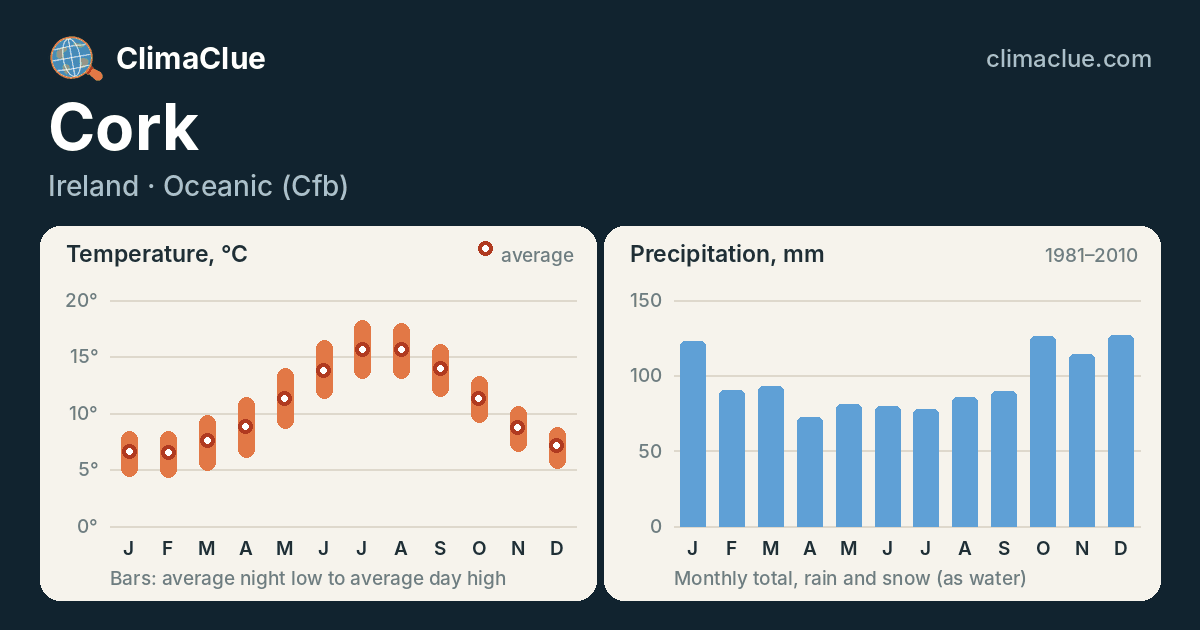 ClimaClue
climaclue.com
Cork
Ireland · Oceanic (Cfb)
Temperature, °C
average
20°
15°
10°
5°
0°
J F M A M J J A S O N D
Bars: average night low to average day high
Precipitation, mm
1981–2010
150
100
50
0
J F M A M J J A S O N D
Monthly total, rain and snow (as water)